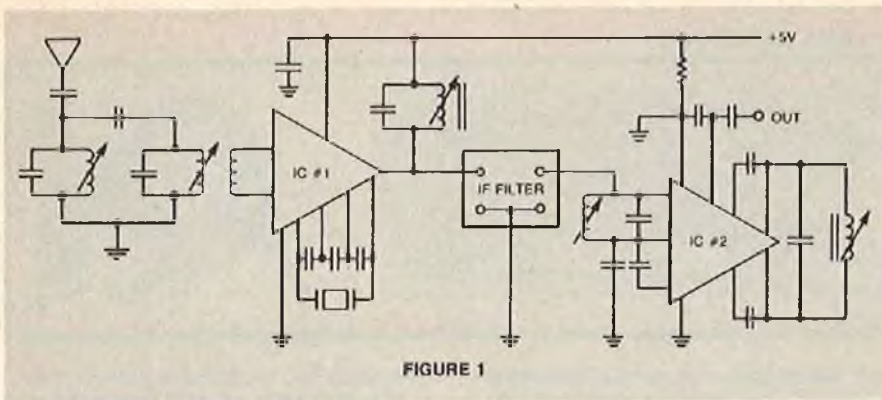 +5V
OUT
IC #1
IF FILTER
IC #2
FIGURE 1